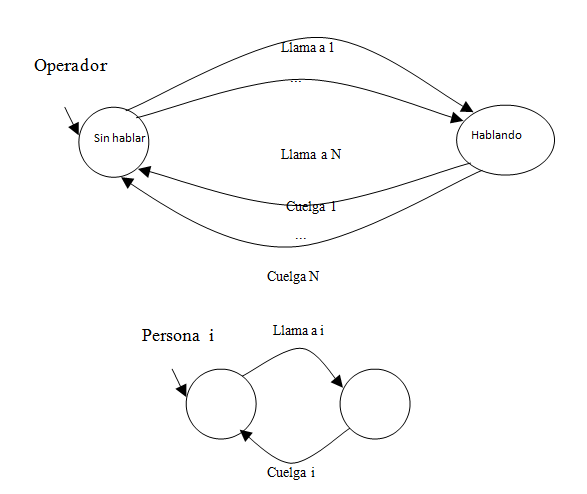 Llama a 1
Operador
...
Sin hablar
Hablando
Llama a N
Cuelga 1
...
Cuelga N
Persona i
Llama a i
Cuelga i